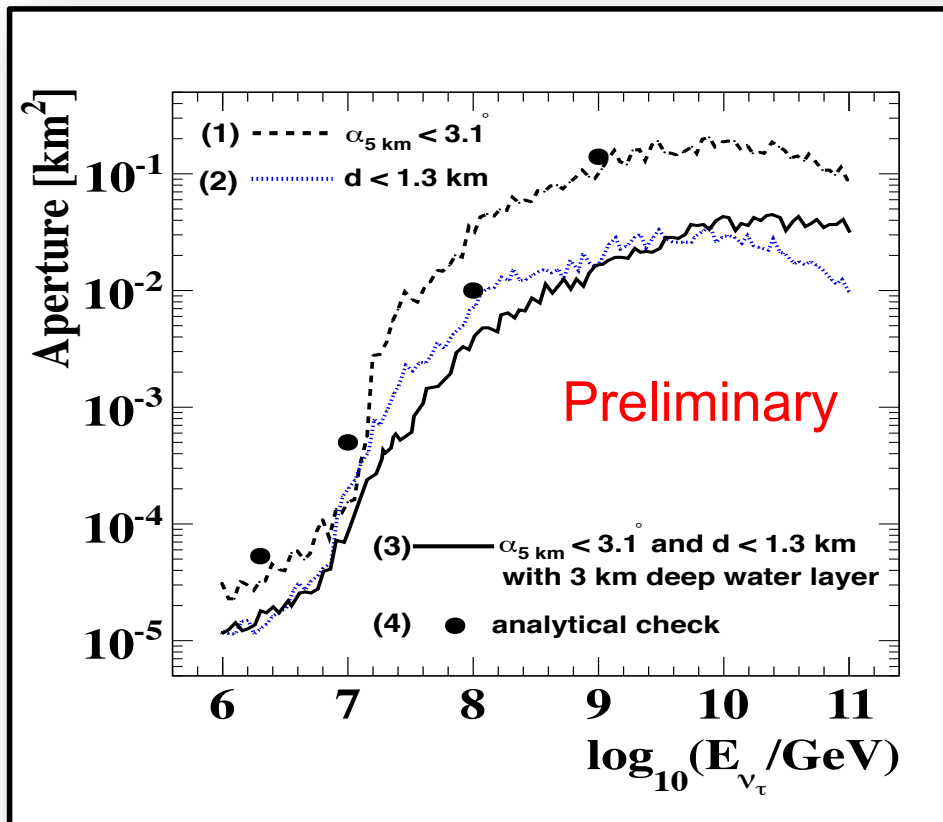 Aperture [km²]
10⁻¹
10⁻²
10⁻³
10⁻⁴
10⁻⁵
(1) α₅ ₖₘ < 3.1°
(2) d < 1.3 km
Preliminary
(3) α₅ ₖₘ < 3.1° and d < 1.3 km
with 3 km deep water layer
(4) analytical check
6 7 8 9 10 11
log₁₀(E_ν_τ/GeV)